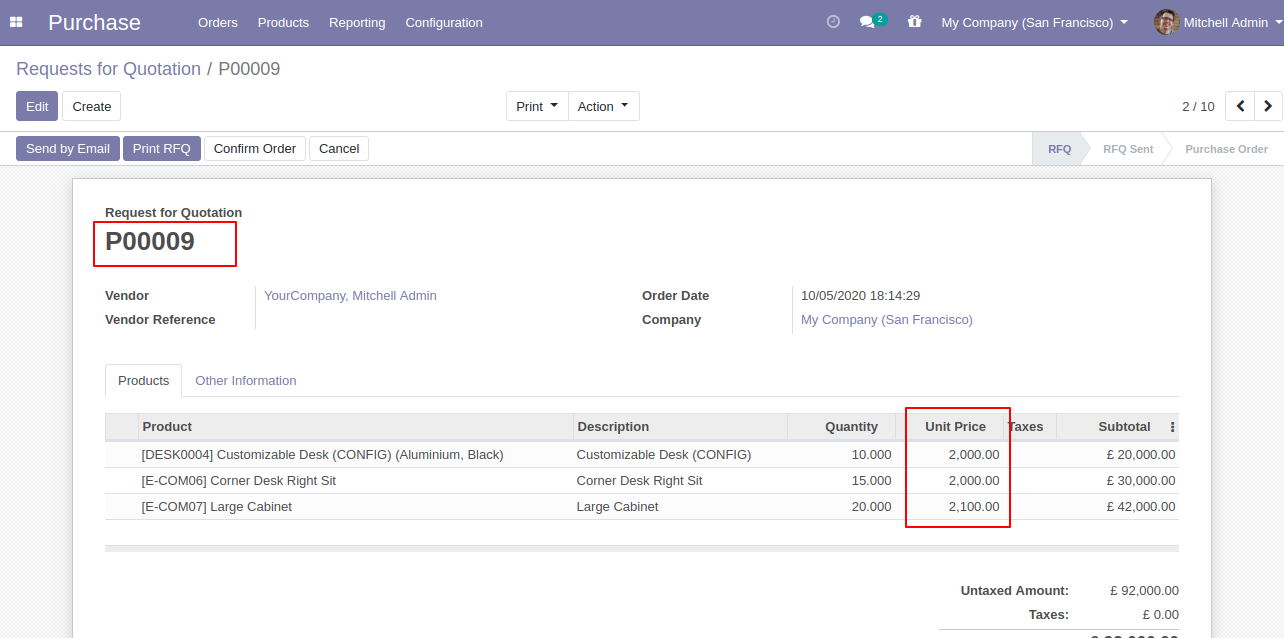 Purchase Orders Products Reporting Configuration 2 My Company (San Francisco) Mitchell Admin
Requests for Quotation / P00009
Edit Create Print Action 2 / 10
Send by Email Print RFQ Confirm Order Cancel RFQ RFQ Sent Purchase Order
Request for Quotation
P00009
Vendor YourCompany, Mitchell Admin Order Date 10/05/2020 18:14:29
Vendor Reference Company My Company (San Francisco)
Products Other Information
Product Description Quantity Unit Price Taxes Subtotal
[DESK0004] Customizable Desk (CONFIG) (Aluminium, Black) Customizable Desk (CONFIG) 10.000 2,000.00 £ 20,000.00
[E-COM06] Corner Desk Right Sit Corner Desk Right Sit 15.000 2,000.00 £ 30,000.00
[E-COM07] Large Cabinet Large Cabinet 20.000 2,100.00 £ 42,000.00
Untaxed Amount: £ 92,000.00
Taxes: £ 0.00